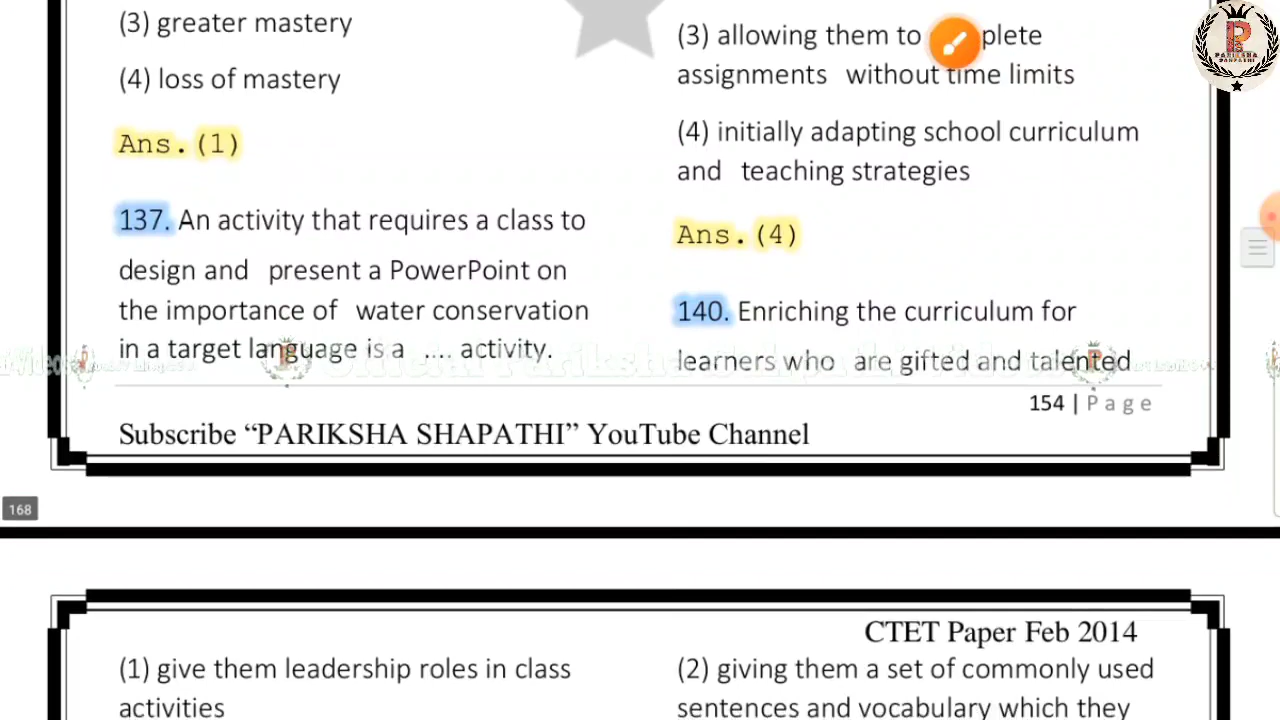 (3) greater mastery
(4) loss of mastery
Ans.(1)
137. An activity that requires a class to
design and present a PowerPoint on
the importance of water conservation
in a target language is a .... activity.
(3) allowing them to plete
assignments without time limits
(4) initially adapting school curriculum
and teaching strategies
Ans.(4)
140. Enriching the curriculum for
learners who are gifted and talented
154 | Page
Subscribe “PARIKSHA SHAPATHI” YouTube Channel
168
CTET Paper Feb 2014
(1) give them leadership roles in class
activities
(2) giving them a set of commonly used
sentences and vocabulary which they
PARIKSHA
SHAPATHI